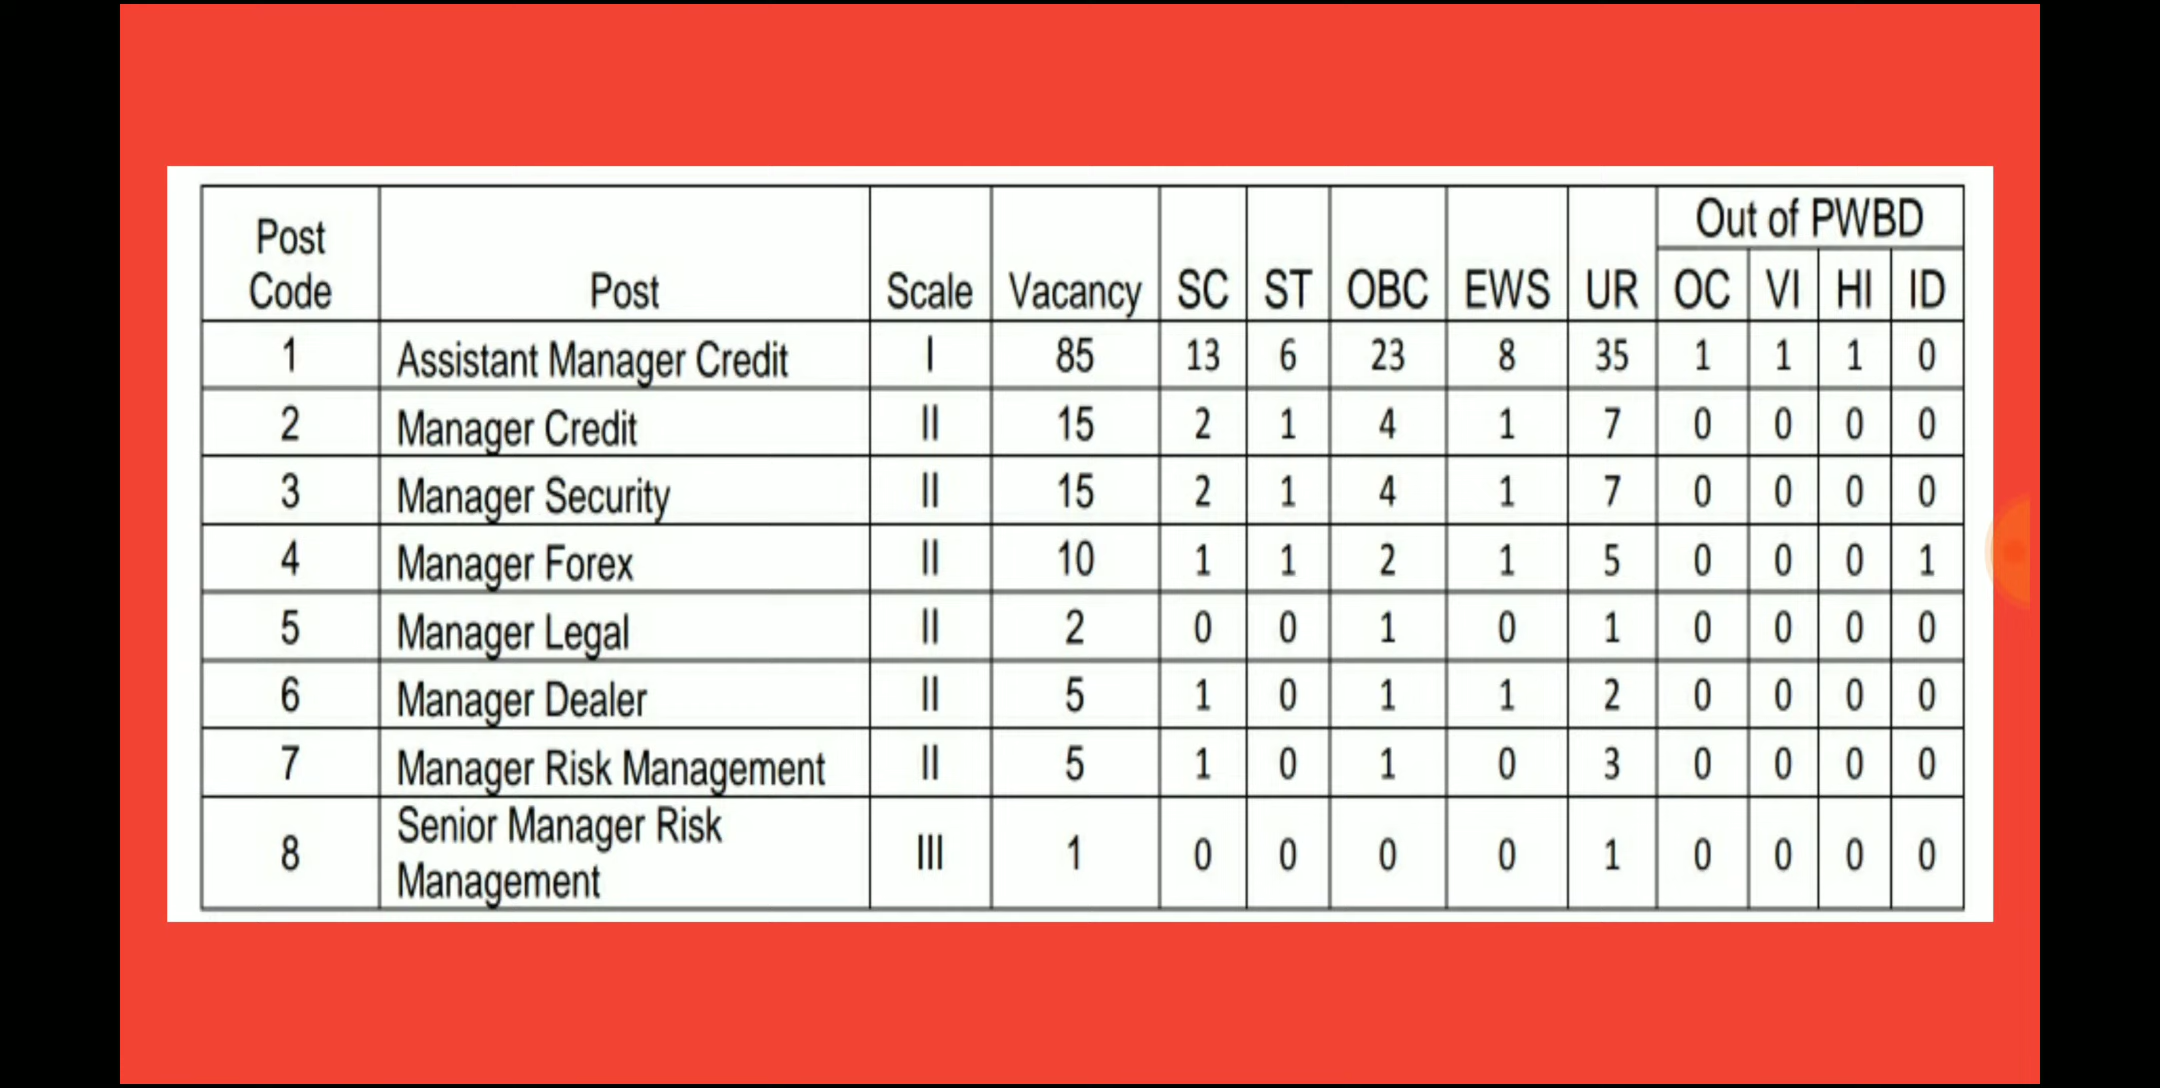 Post Code Post Scale Vacancy SC ST OBC EWS UR Out of PWBD
OC VI HI ID
1 Assistant Manager Credit I 85 13 6 23 8 35 1 1 1 0
2 Manager Credit II 15 2 1 4 1 7 0 0 0 0
3 Manager Security II 15 2 1 4 1 7 0 0 0 0
4 Manager Forex II 10 1 1 2 1 5 0 0 0 1
5 Manager Legal II 2 0 0 1 0 1 0 0 0 0
6 Manager Dealer II 5 1 0 1 1 2 0 0 0 0
7 Manager Risk Management II 5 1 0 1 0 3 0 0 0 0
8 Senior Manager Risk Management III 1 0 0 0 0 1 0 0 0 0